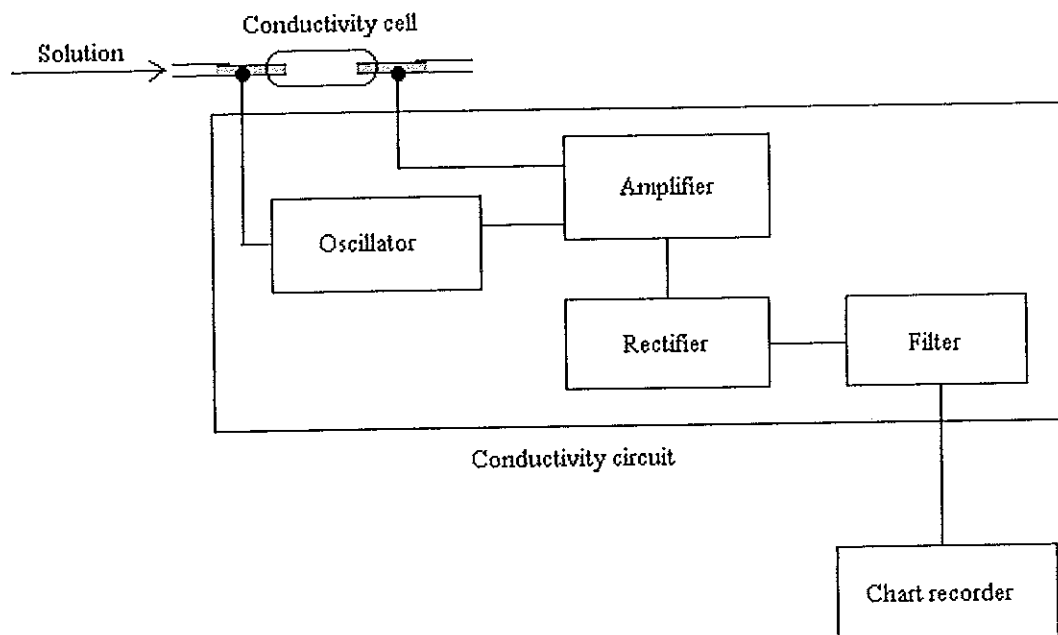 Conductivity cell
Solution
Amplifier
Oscillator
Rectifier
Filter
Conductivity circuit
Chart recorder